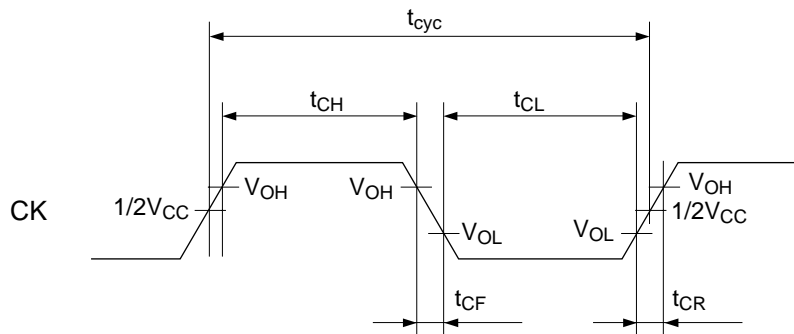 tcyc
tCH
tCL
VOH
VOH
VOH
CK
1/2VCC
1/2VCC
VOL
VOL
tCF
tCR